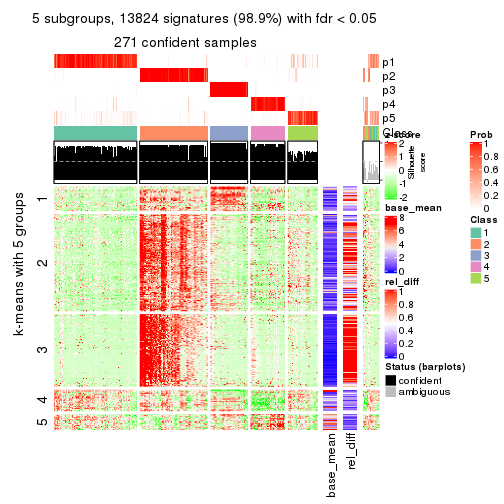 5 subgroups, 13824 signatures (98.9%) with fdr < 0.05
271 confident samples
p1
p2
p3
p4
p5
Class
Silhouette
score
k-means with 5 groups
1
2
3
4
5
base_mean
rel_diff
z-score
2
1
0
-1
-2
base_mean
8
6
4
2
0
rel_diff
1
0.8
0.6
0.4
0.2
0
Status (barplots)
confident
ambiguous
Prob
1
0.8
0.6
0.4
0.2
0
Class
1
2
3
4
5